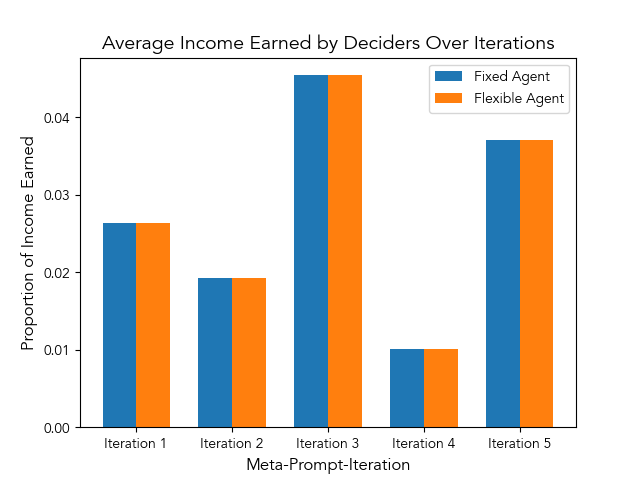 Average Income Earned by Deciders Over Iterations
Fixed Agent
Flexible Agent
Proportion of Income Earned
0.04
0.03
0.02
0.01
0.00
Iteration 1
Iteration 2
Iteration 3
Iteration 4
Iteration 5
Meta-Prompt-Iteration